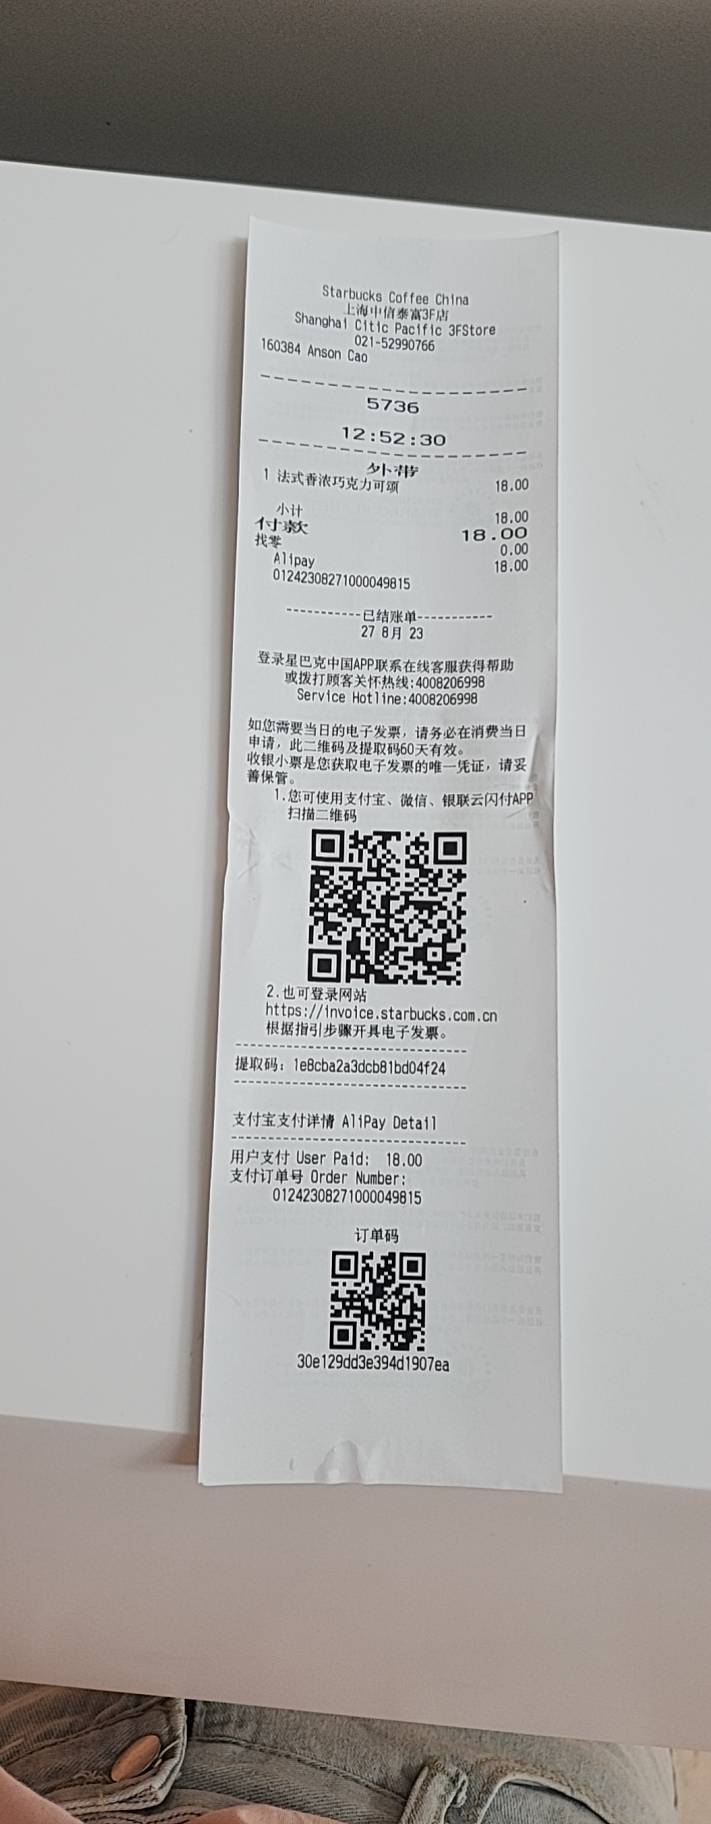 Starbucks Coffee China
上海中信泰富3F店
Shanghai Citic Pacific 3FStore
021-52990766
160384 Anson Cao
5736
12:52:30
外带
1 法式香浓巧克力可颂 18.00
小计 18.00
付款 18.00
找零 0.00
Alipay 18.00
01242308271000049815
-----------已结账单-----------
27 8月 23
登录星巴克中国APP联系在线客服获得帮助
或拨打顾客关怀热线:4008206998
Service Hotline:4008206998
如您需要当日的电子发票，请务必在消费当日
申请，此二维码及提取码60天有效。
收银小票是您获取电子发票的唯一凭证，请妥
善保管。
1.您可使用支付宝、微信、银联云闪付APP
扫描二维码
2.也可登录网站
https://invoice.starbucks.com.cn
根据指引步骤开具电子发票。
提取码：1e8cba2a3dcb81bd04f24
支付宝支付详情 AliPay Detail
用户支付 User Paid: 18.00
支付订单号 Order Number:
01242308271000049815
订单码
30e129dd3e394d1907ea